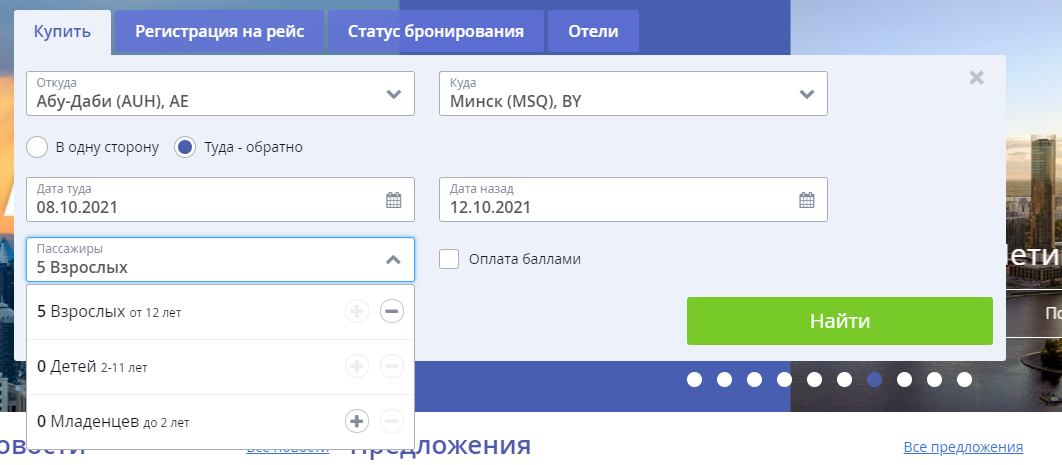 Купить
Регистрация на рейс
Статус бронирования
Отели
Откуда
Абу-Даби (AUH), AE
Куда
Минск (MSQ), BY
В одну сторону
Туда - обратно
Дата туда
08.10.2021
Дата назад
12.10.2021
Пассажиры
5 Взрослых
Оплата баллами
5 Взрослых от 12 лет
0 Детей 2-11 лет
0 Младенцев до 2 лет
Найти
Все новости
Предложения
Все предложения